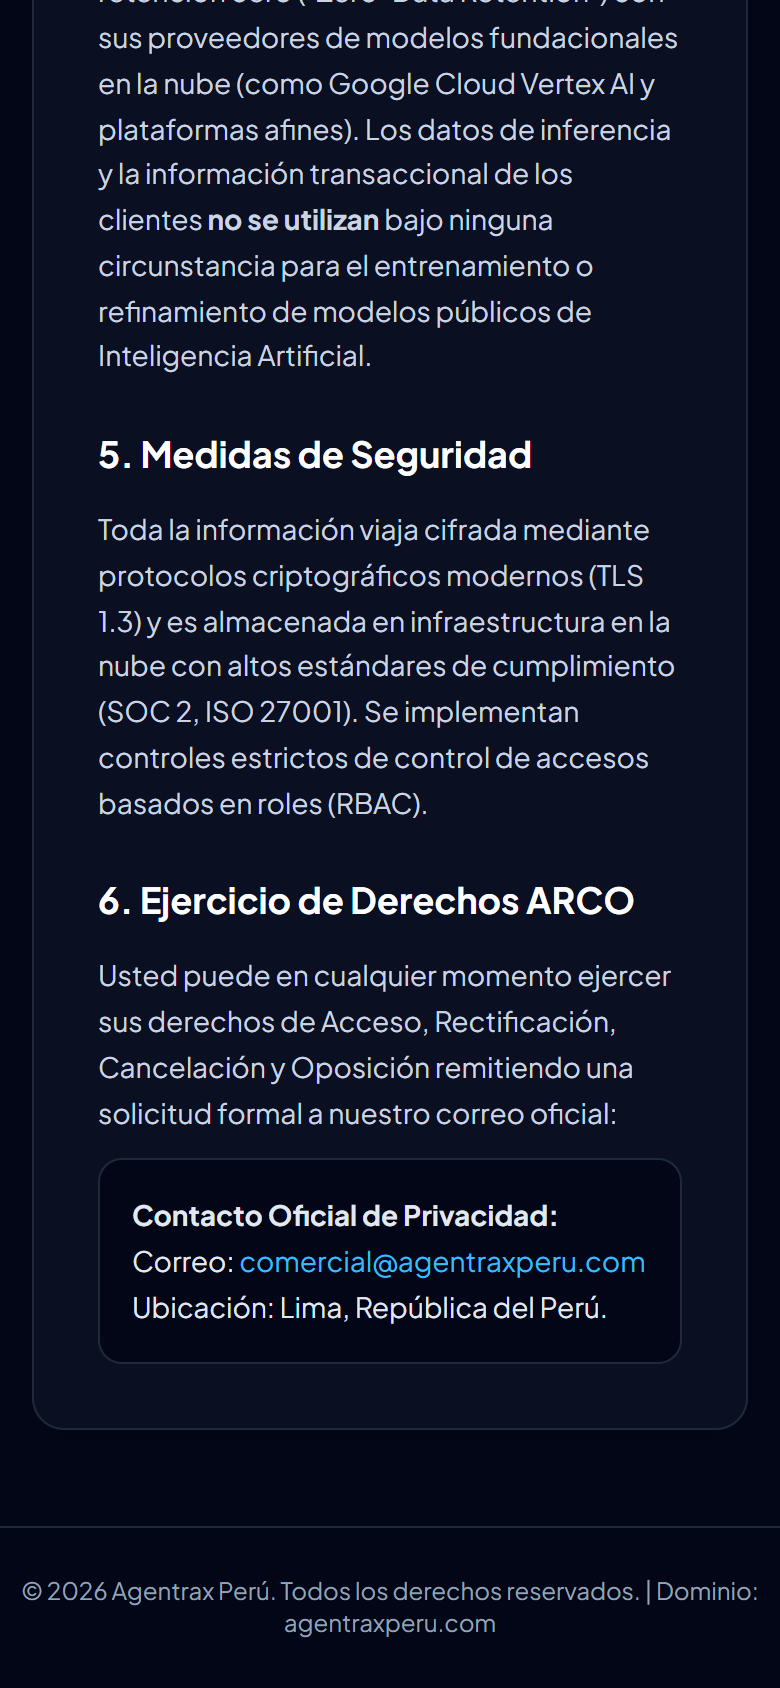 sus proveedores de modelos fundacionales
en la nube (como Google Cloud Vertex AI y
plataformas afines). Los datos de inferencia
y la información transaccional de los
clientes no se utilizan bajo ninguna
circunstancia para el entrenamiento o
refinamiento de modelos públicos de
Inteligencia Artificial.
5. Medidas de Seguridad
Toda la información viaja cifrada mediante
protocolos criptográficos modernos (TLS
1.3) y es almacenada en infraestructura en la
nube con altos estándares de cumplimiento
(SOC 2, ISO 27001). Se implementan
controles estrictos de control de accesos
basados en roles (RBAC).
6. Ejercicio de Derechos ARCO
Usted puede en cualquier momento ejercer
sus derechos de Acceso, Rectificación,
Cancelación y Oposición remitiendo una
solicitud formal a nuestro correo oficial:
Contacto Oficial de Privacidad:
Correo: comercial@agentraxperu.com
Ubicación: Lima, República del Perú.
© 2026 Agentrax Perú. Todos los derechos reservados. | Dominio:
agentraxperu.com